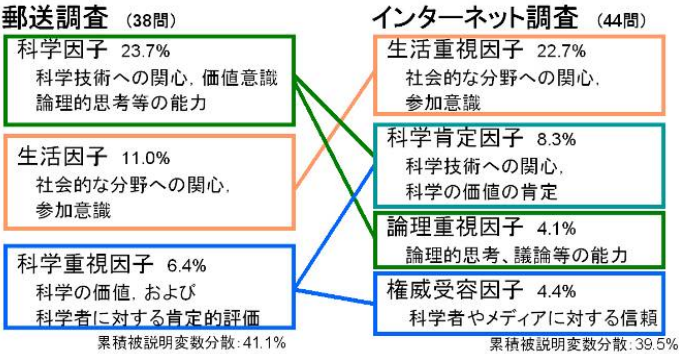 郵送調査 (38問)
科学因子 23.7%
科学技術への関心, 価値意識
論理的思考等の能力
生活因子 11.0%
社会的な分野への関心,
参加意識
科学重視因子 6.4%
科学の価値, および
科学者に対する肯定的評価
累積被説明変数分散:41.1%
インターネット調査 (44問)
生活重視因子 22.7%
社会的な分野への関心,
参加意識
科学肯定因子 8.3%
科学技術への関心,
科学の価値の肯定
論理重視因子 4.1%
論理的思考、議論等の能力
権威受容因子 4.4%
科学者やメディアに対する信頼
累積被説明変数分散:39.5%